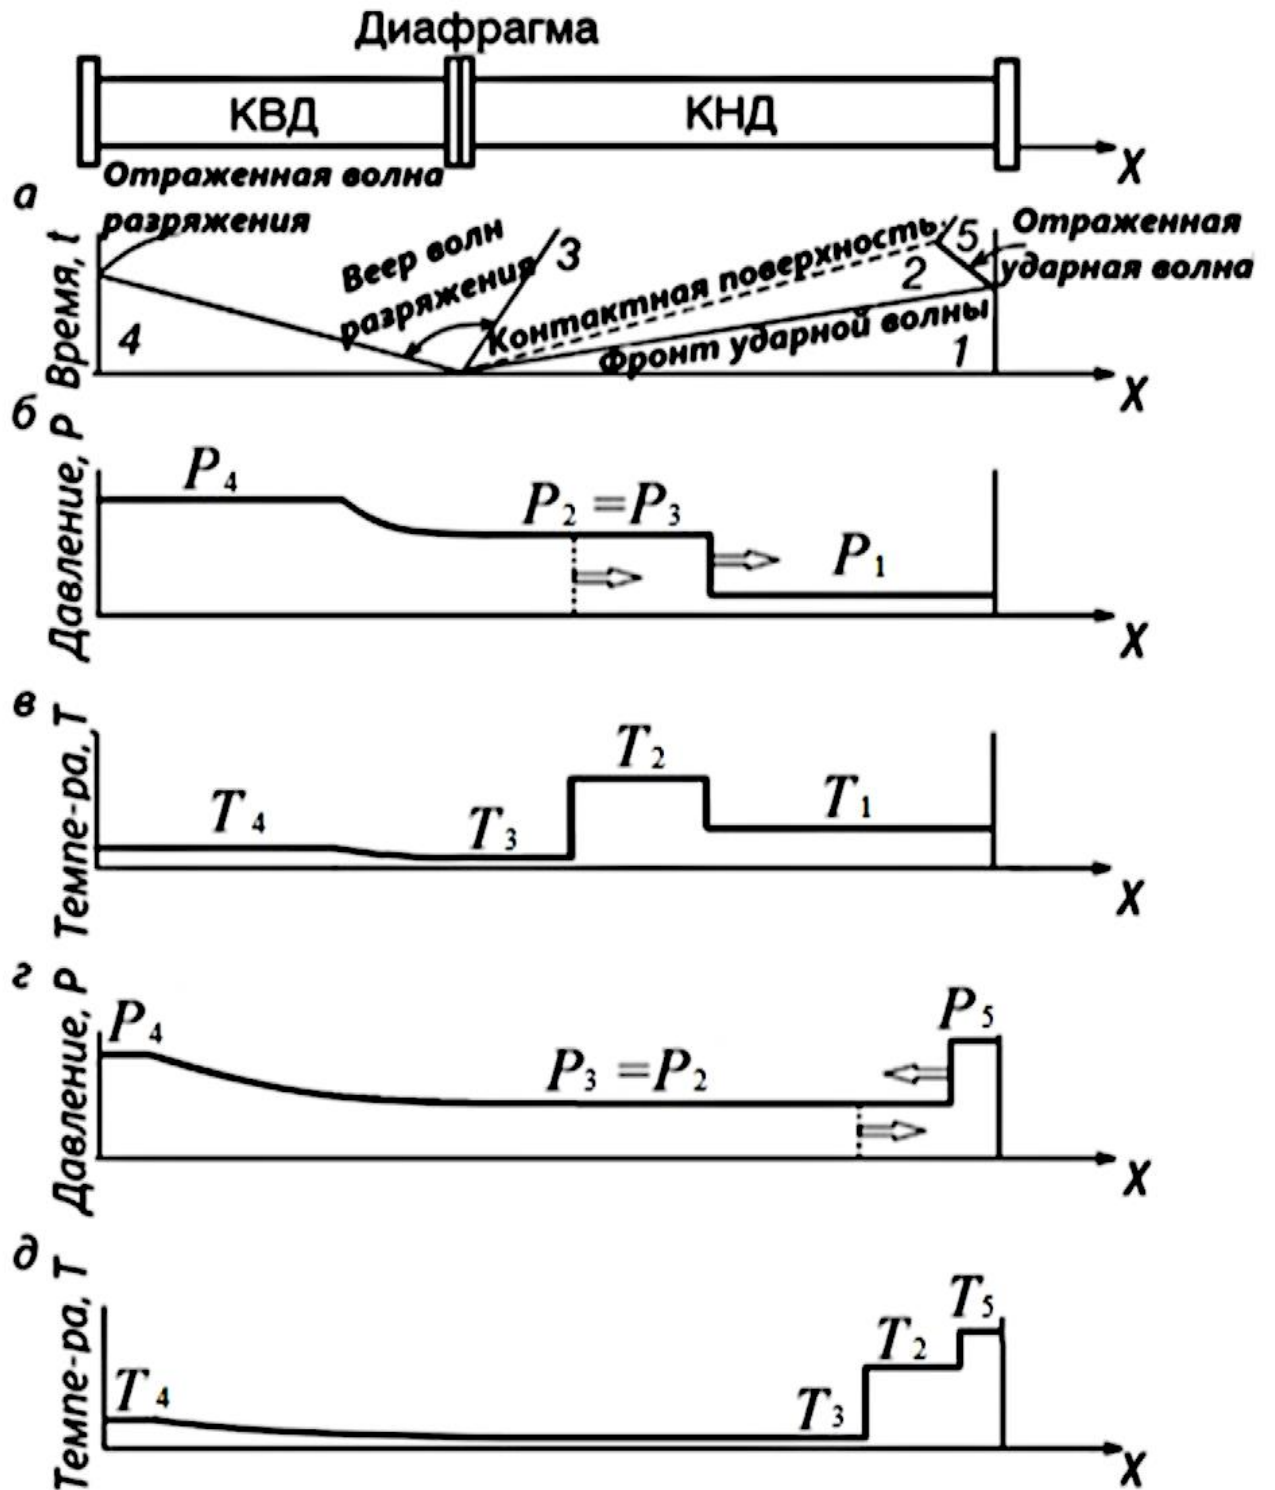 Диафрагма
КВД
КНД
X
а
Отраженная волна
разряжения
Время, t
4
Веер волн
разряжения
3
Контактная поверхность
Фронт ударной волны
2
5
1
Отраженная
ударная волна
X
б
Давление, P
P4
P2 = P3
P1
X
в
Темпе-ра, T
T4
T3
T2
T1
X
г
Давление, P
P4
P3 = P2
P5
X
д
Темпе-ра, T
T4
T3
T2
T5
X